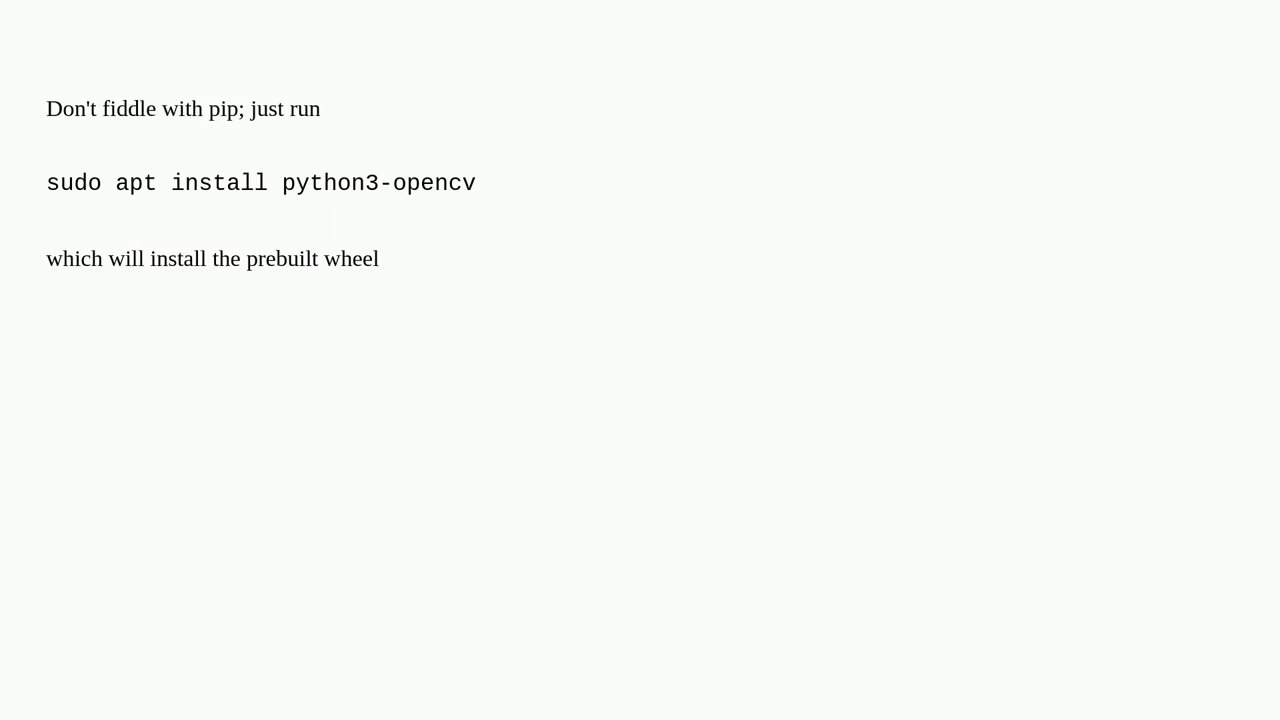 Don't fiddle with pip; just run
sudo apt install python3-opencv
which will install the prebuilt wheel